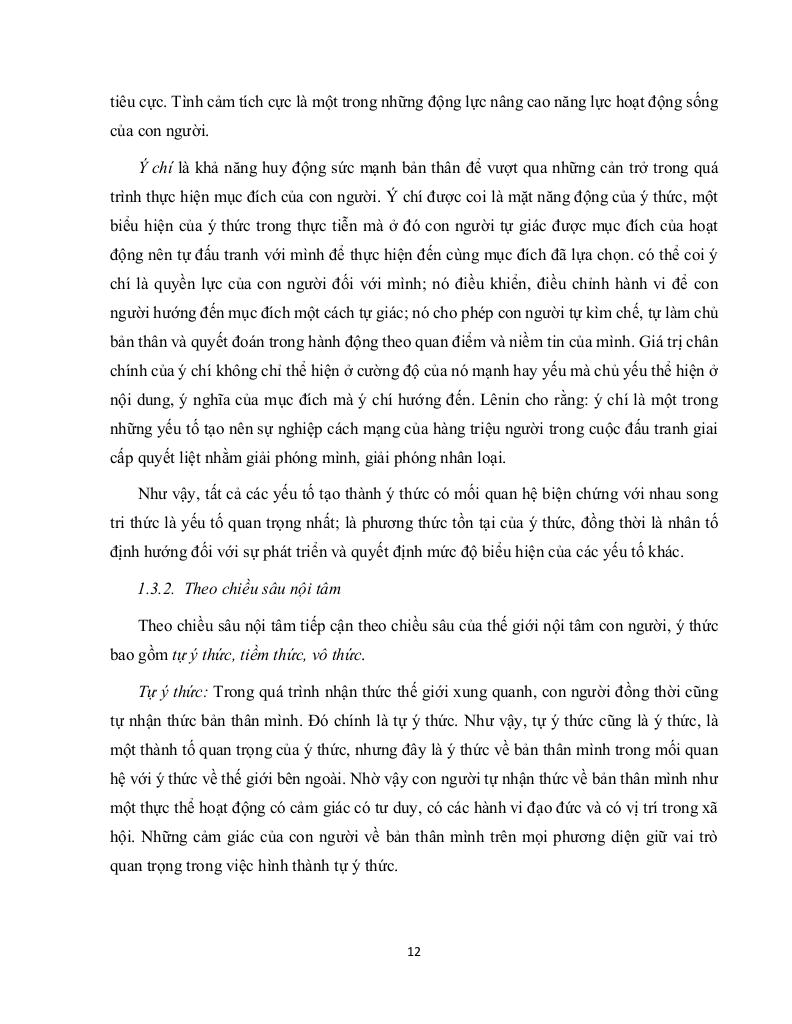 tiêu cực. Tình cảm tích cực là một trong những động lực nâng cao năng lực hoạt động sống
của con người.
Ý chí là khả năng huy động sức mạnh bản thân để vượt qua những cản trở trong quá
trình thực hiện mục đích của con người. Ý chí được coi là mặt năng động của ý thức, một
biểu hiện của ý thức trong thực tiễn mà ở đó con người tự giác được mục đích của hoạt
động nên tự đấu tranh với mình để thực hiện đến cùng mục đích đã lựa chọn. có thể coi ý
chí là quyền lực của con người đối với mình; nó điều khiển, điều chỉnh hành vi để con
người hướng đến mục đích một cách tự giác; nó cho phép con người tự kìm chế, tự làm chủ
bản thân và quyết đoán trong hành động theo quan điểm và niềm tin của mình. Giá trị chân
chính của ý chí không chỉ thể hiện ở cường độ của nó mạnh hay yếu mà chủ yếu thể hiện ở
nội dung, ý nghĩa của mục đích mà ý chí hướng đến. Lênin cho rằng: ý chí là một trong
những yếu tố tạo nên sự nghiệp cách mạng của hàng triệu người trong cuộc đấu tranh giai
cấp quyết liệt nhằm giải phóng mình, giải phóng nhân loại.
Như vậy, tất cả các yếu tố tạo thành ý thức có mối quan hệ biện chứng với nhau song
tri thức là yếu tố quan trọng nhất; là phương thức tồn tại của ý thức, đồng thời là nhân tố
định hướng đối với sự phát triển và quyết định mức độ biểu hiện của các yếu tố khác.
1.3.2. Theo chiều sâu nội tâm
Theo chiều sâu nội tâm tiếp cận theo chiều sâu của thế giới nội tâm con người, ý thức
bao gồm tự ý thức, tiềm thức, vô thức.
Tự ý thức: Trong quá trình nhận thức thế giới xung quanh, con người đồng thời cũng
tự nhận thức bản thân mình. Đó chính là tự ý thức. Như vậy, tự ý thức cũng là ý thức, là
một thành tố quan trọng của ý thức, nhưng đây là ý thức về bản thân mình trong mối quan
hệ với ý thức về thế giới bên ngoài. Nhờ vậy con người tự nhận thức về bản thân mình như
một thực thể hoạt động có cảm giác có tư duy, có các hành vi đạo đức và có vị trí trong xã
hội. Những cảm giác của con người về bản thân mình trên mọi phương diện giữ vai trò
quan trọng trong việc hình thành tự ý thức.
12